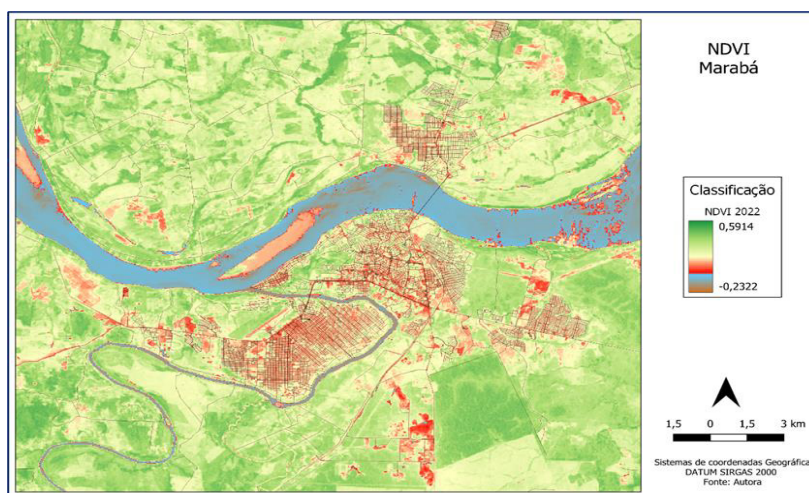 NDVI
Marabá
Classificação
NDVI 2022
0,5914
-0,2322
1,5 0 1,5 3 km
Sistemas de coordenadas Geográfica
DATUM SIRGAS 2000
Fonte: Autora